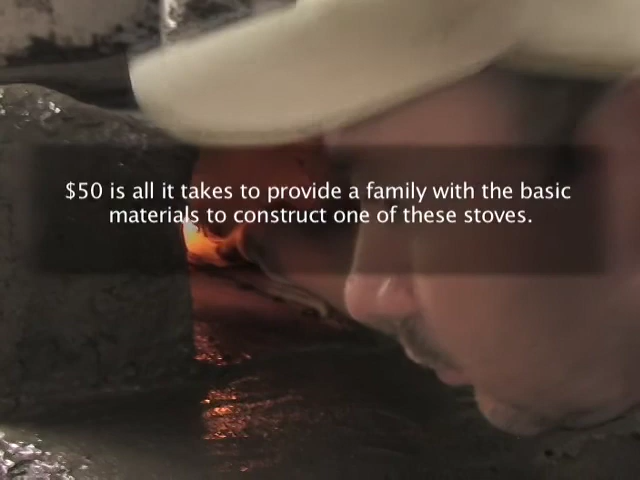 $50 is all it takes to provide a family with the basic
materials to construct one of these stoves.